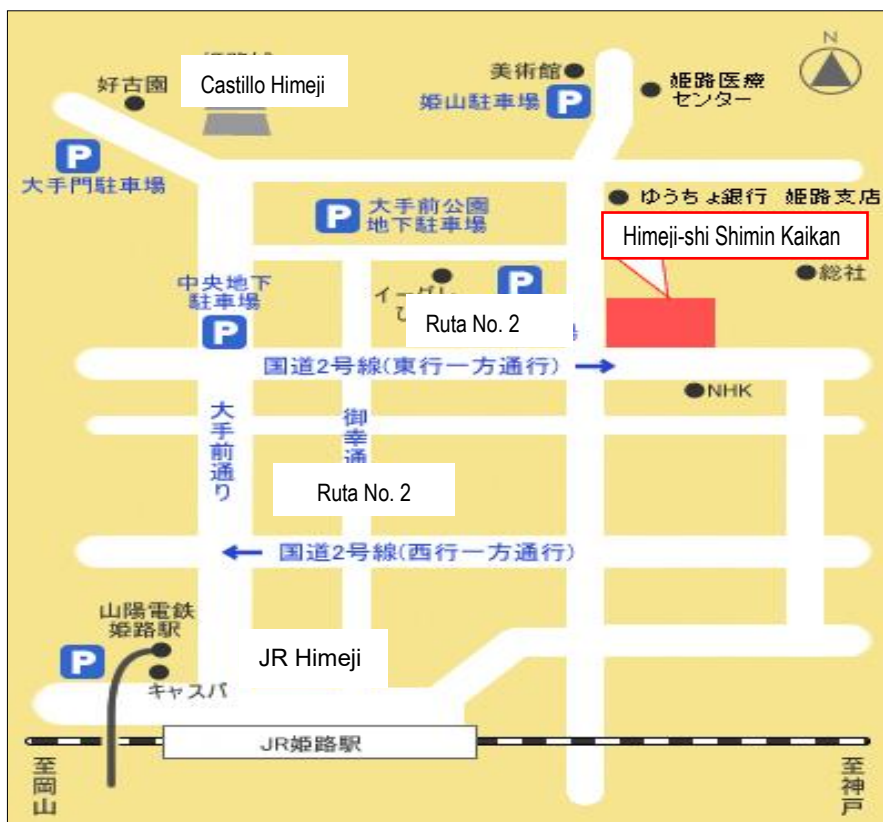 N
好古園
Castillo Himeji
美術館
姫山駐車場 P
姫路医療
センター
P
大手門駐車場
P
大手前公園
地下駐車場
ゆうちょ銀行 姫路支店
Himeji-shi Shimin Kaikan
総社
中央地下
駐車場
P
イーグレ
ひ
P
場
Ruta No. 2
国道2号線(東行一方通行) →
NHK
大手前通り
御幸通
Ruta No. 2
← 国道2号線(西行一方通行)
山陽電鉄
姫路駅
P
キャスパ
JR Himeji
JR姫路駅
至岡山
至神戸